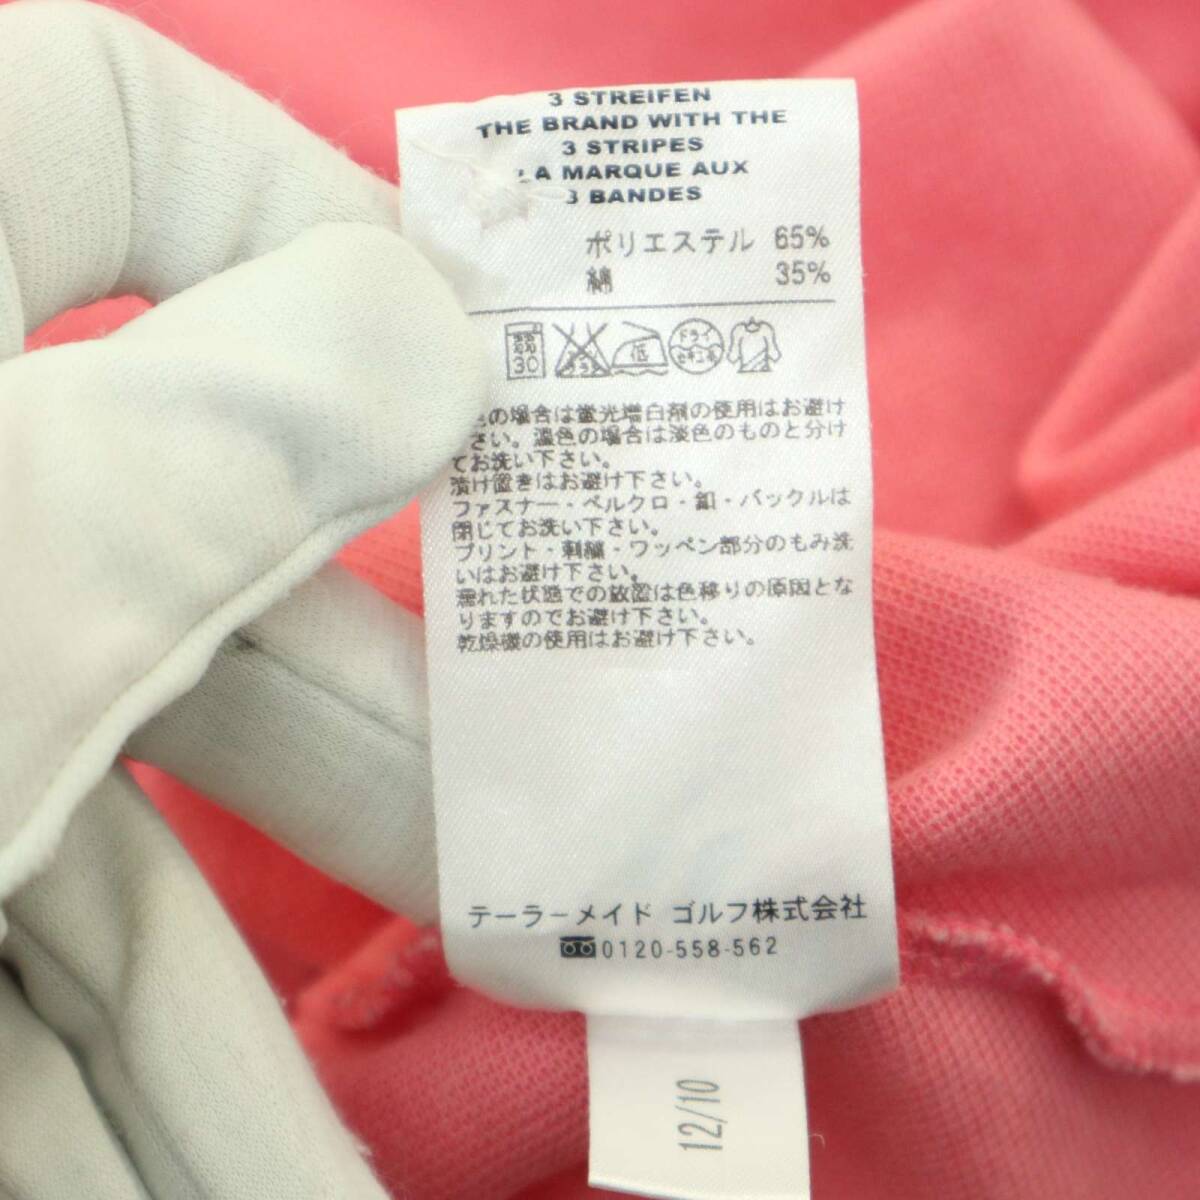 3 STREIFEN
THE BRAND WITH THE
3 STRIPES
LA MARQUE AUX
3 BANDES
ポリエステル 65%
綿 35%
30
低
ドライ
セキユ系
の場合は蛍光増白剤の使用はお避け
さい。濃色の場合は淡色のものと分け
てお洗い下さい。
漬け置きはお避け下さい。
ファスナー・ベルクロ・釦・バックルは
閉じてお洗い下さい。
プリント・刺繍・ワッペン部分のもみ洗
いはお避け下さい。
濡れた状態での放置は色移りの原因とな
りますのでお避け下さい。
乾燥機の使用はお避け下さい。
テーラーメイド ゴルフ株式会社
0120-558-562
12/10